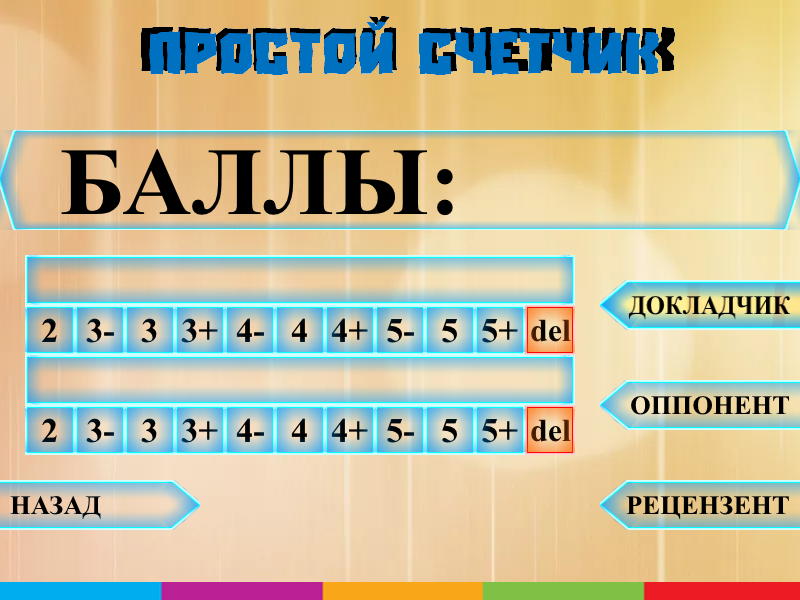 ПРОСТОЙ СЧЕТЧИК
БАЛЛЫ:
ДОКЛАДЧИК
2 3- 3 3+ 4- 4 4+ 5- 5 5+ del
ОППОНЕНТ
2 3- 3 3+ 4- 4 4+ 5- 5 5+ del
НАЗАД
РЕЦЕНЗЕНТ